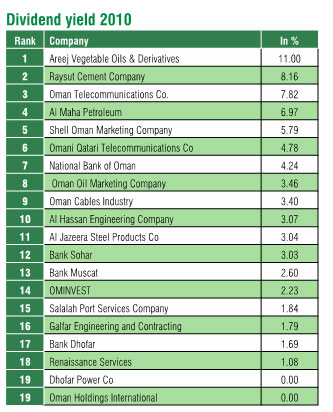 Dividend yield 2010
Rank Company In %
1 Areej Vegetable Oils & Derivatives 11.00
2 Raysut Cement Company 8.16
3 Oman Telecommunications Co. 7.82
4 Al Maha Petroleum 6.97
5 Shell Oman Marketing Company 5.79
6 Omani Qatari Telecommunications Co 4.78
7 National Bank of Oman 4.24
8 Oman Oil Marketing Company 3.46
9 Oman Cables Industry 3.40
10 Al Hassan Engineering Company 3.07
11 Al Jazeera Steel Products Co 3.04
12 Bank Sohar 3.03
13 Bank Muscat 2.60
14 OMINVEST 2.23
15 Salalah Port Services Company 1.84
16 Galfar Engineering and Contracting 1.79
17 Bank Dhofar 1.69
18 Renaissance Services 1.08
19 Dhofar Power Co 0.00
19 Oman Holdings International 0.00